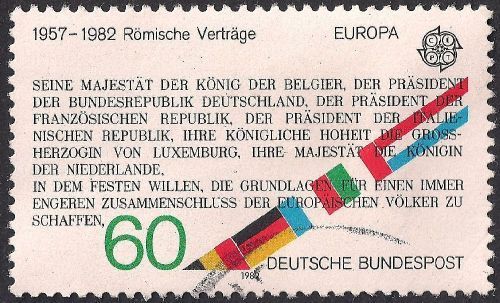 1957-1982 Römische Verträge EUROPA
CEPT
SEINE MAJESTÄT DER KÖNIG DER BELGIER, DER PRÄSIDENT
DER BUNDESREPUBLIK DEUTSCHLAND, DER PRÄSIDENT DER
FRANZÖSISCHEN REPUBLIK, DER PRÄSIDENT DER ITALIE-
NISCHEN REPUBLIK, IHRE KÖNIGLICHE HOHEIT DIE GROSS-
HERZOGIN VON LUXEMBURG, IHRE MAJESTÄT DIE KÖNIGIN
DER NIEDERLANDE,
IN DEM FESTEN WILLEN, DIE GRUNDLAGEN FÜR EINEN IMMER
ENGEREN ZUSAMMENSCHLUSS DER EUROPÄISCHEN VÖLKER ZU
SCHAFFEN,
60
1982
DEUTSCHE BUNDESPOST